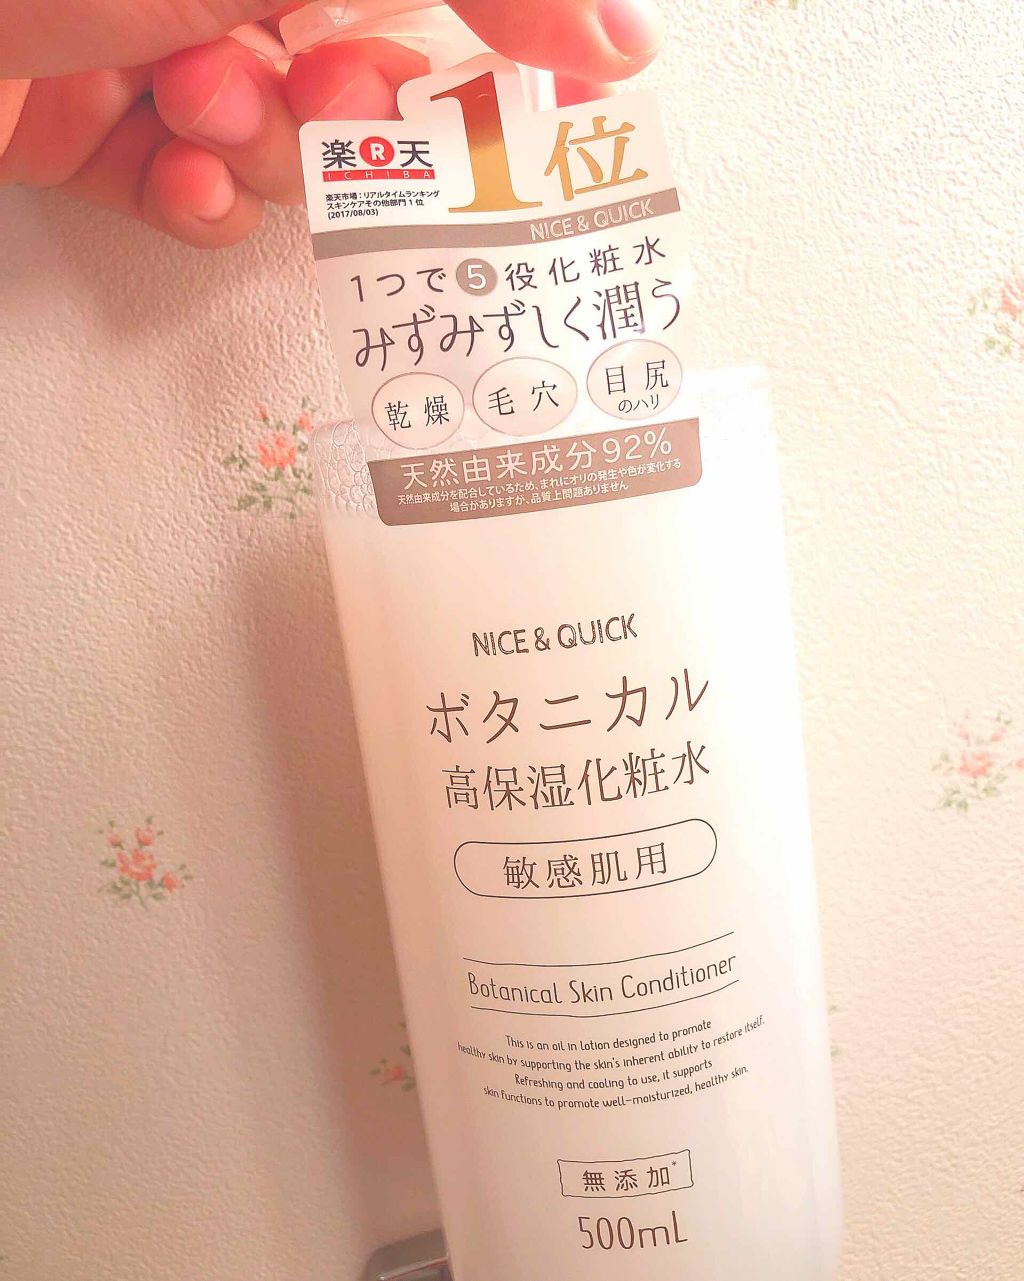 楽R天
ICHIBA
楽天市場:リアルタイムランキング
スキンケアその他部門1位
(2017/08/03)
1位
NICE & QUICK
1つで5役化粧水
みずみずしく潤う
乾燥
毛穴
目尻
のハリ
天然由来成分92%
天然由来成分を配合しているため、まれにオリの発生や色が変化する
場合がありますが、品質上問題ありません
NICE & QUICK
ボタニカル
高保湿化粧水
敏感肌用
Botanical Skin Conditioner
This is an oil in lotion designed to promote
healthy skin by supporting the skin's inherent ability to restore itself.
Refreshing and cooling to use, it supports
skin functions to promote well-moisturized, healthy skin.
無添加*
500mL